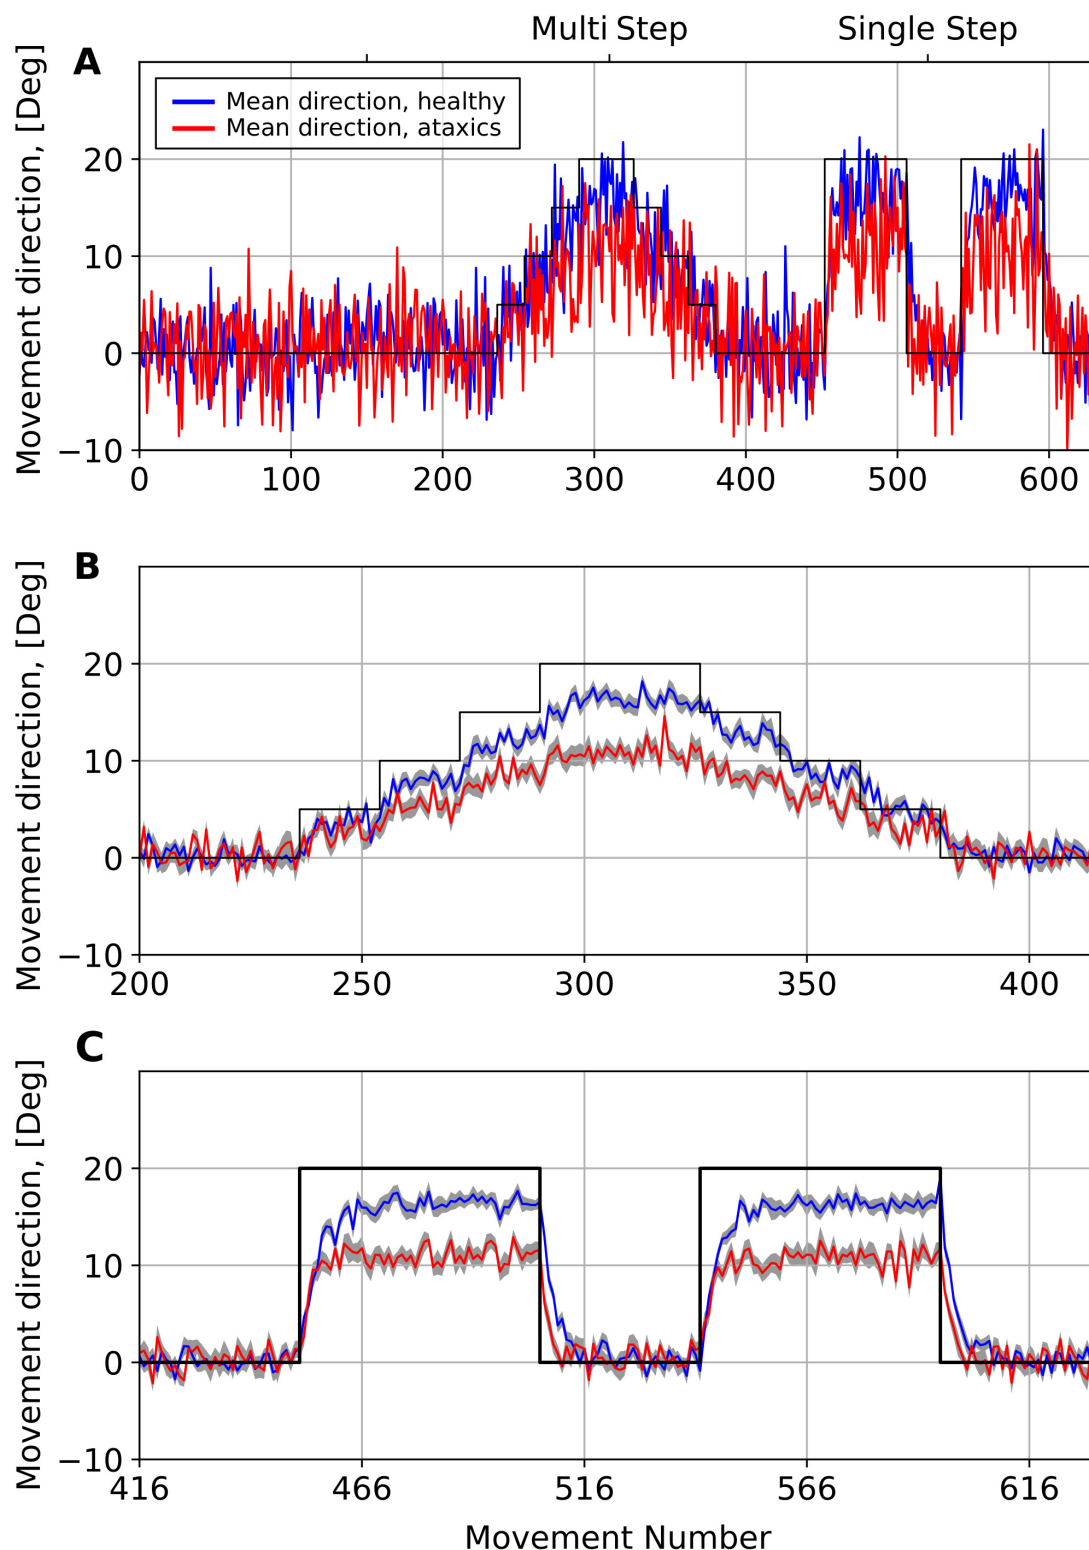 Multi Step Single Step
A
Movement direction, [Deg]
Mean direction, healthy
Mean direction, ataxics
20
10
0
−10
0 100 200 300 400 500 600
B
Movement direction, [Deg]
20
10
0
−10
200 250 300 350 400
C
Movement direction, [Deg]
20
10
0
−10
416 466 516 566 616
Movement Number